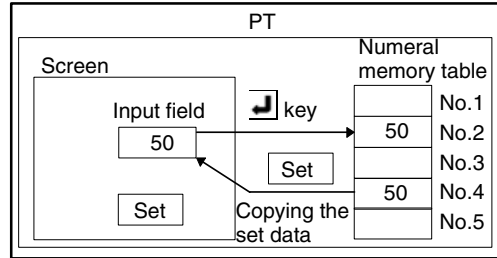 PT
Screen
Numeral
memory table
Input field
50
key
No.1
50
No.2
Set
No.3
50
No.4
Set
Copying the
set data
No.5